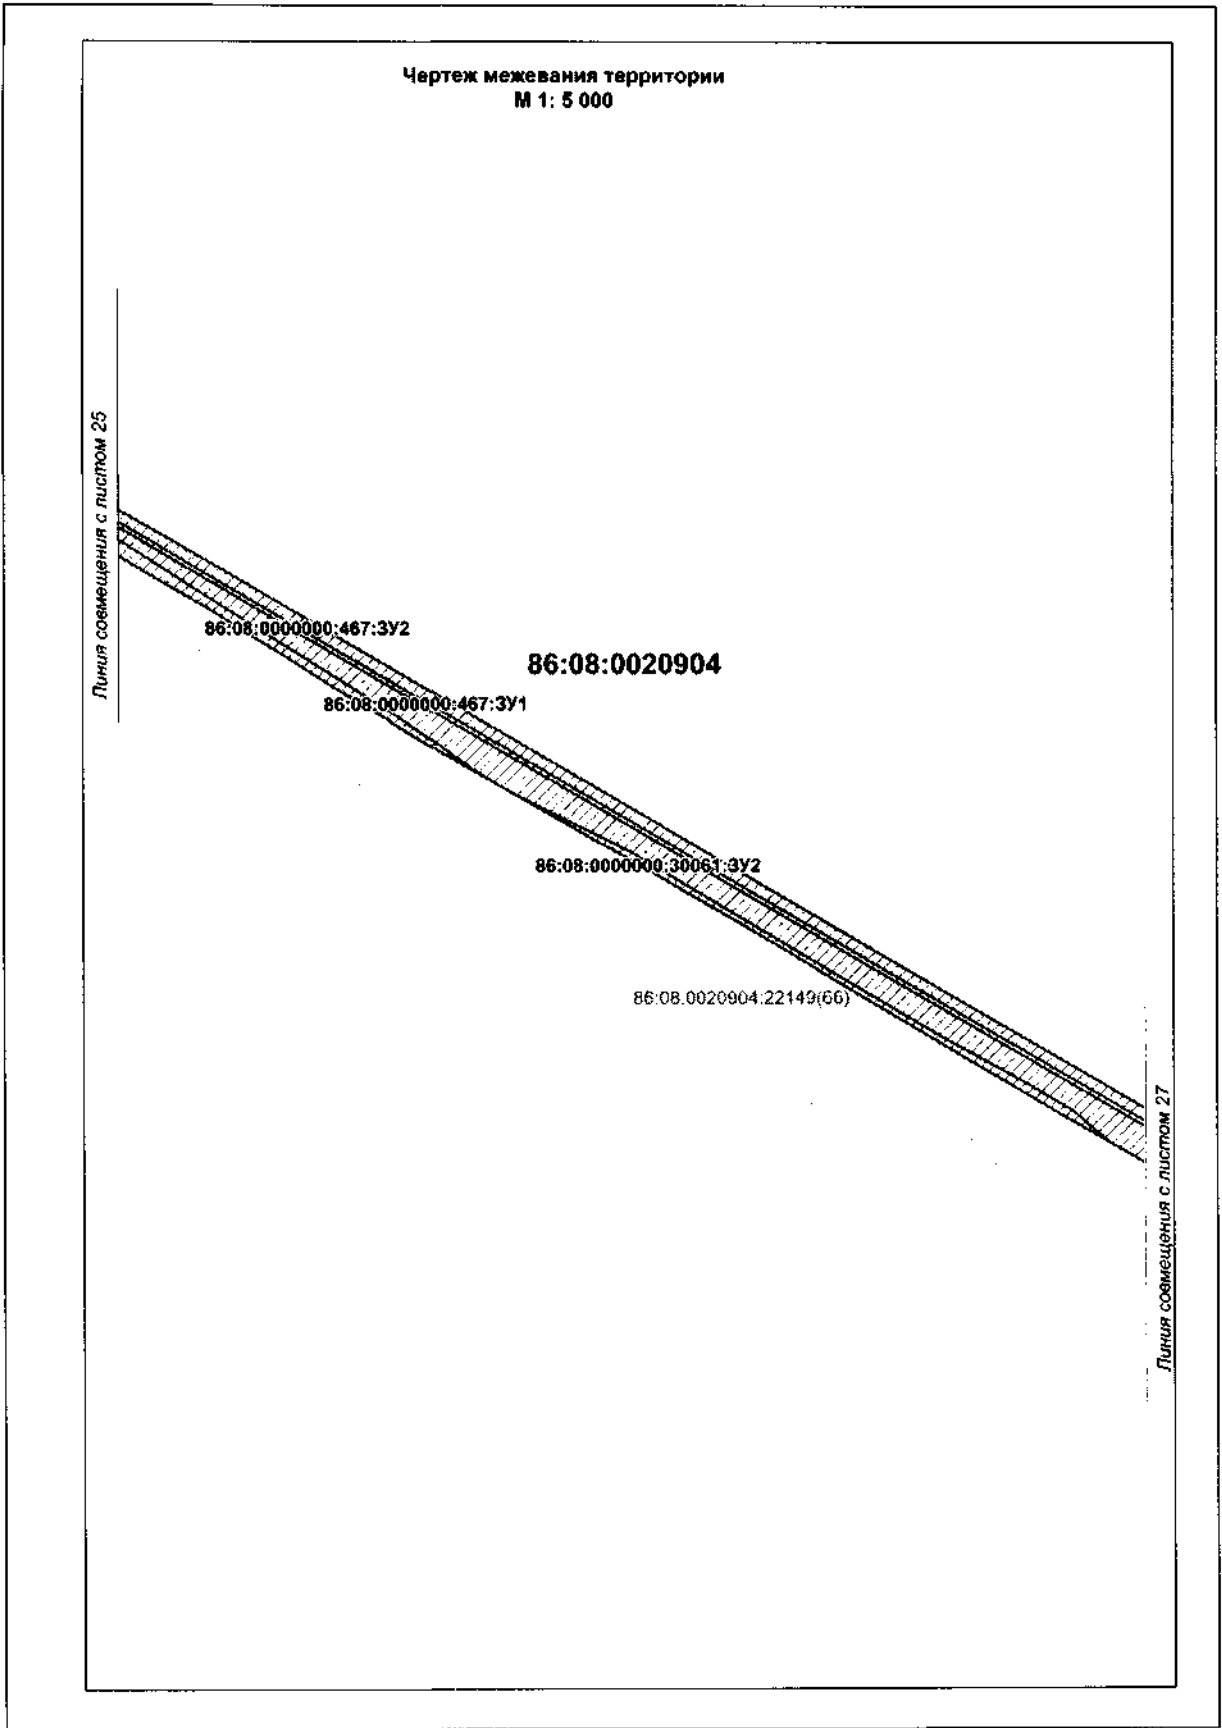 Чертеж межевания территории
М 1: 5 000
Линия совмещения с листом 25
86:08:0000000:467:ЗУ2
86:08:0020904
86:08:0000000:467:ЗУ1
86:08:0000000:30061:ЗУ2
86:08:0020904:22149(66)
Линия совмещения с листом 27